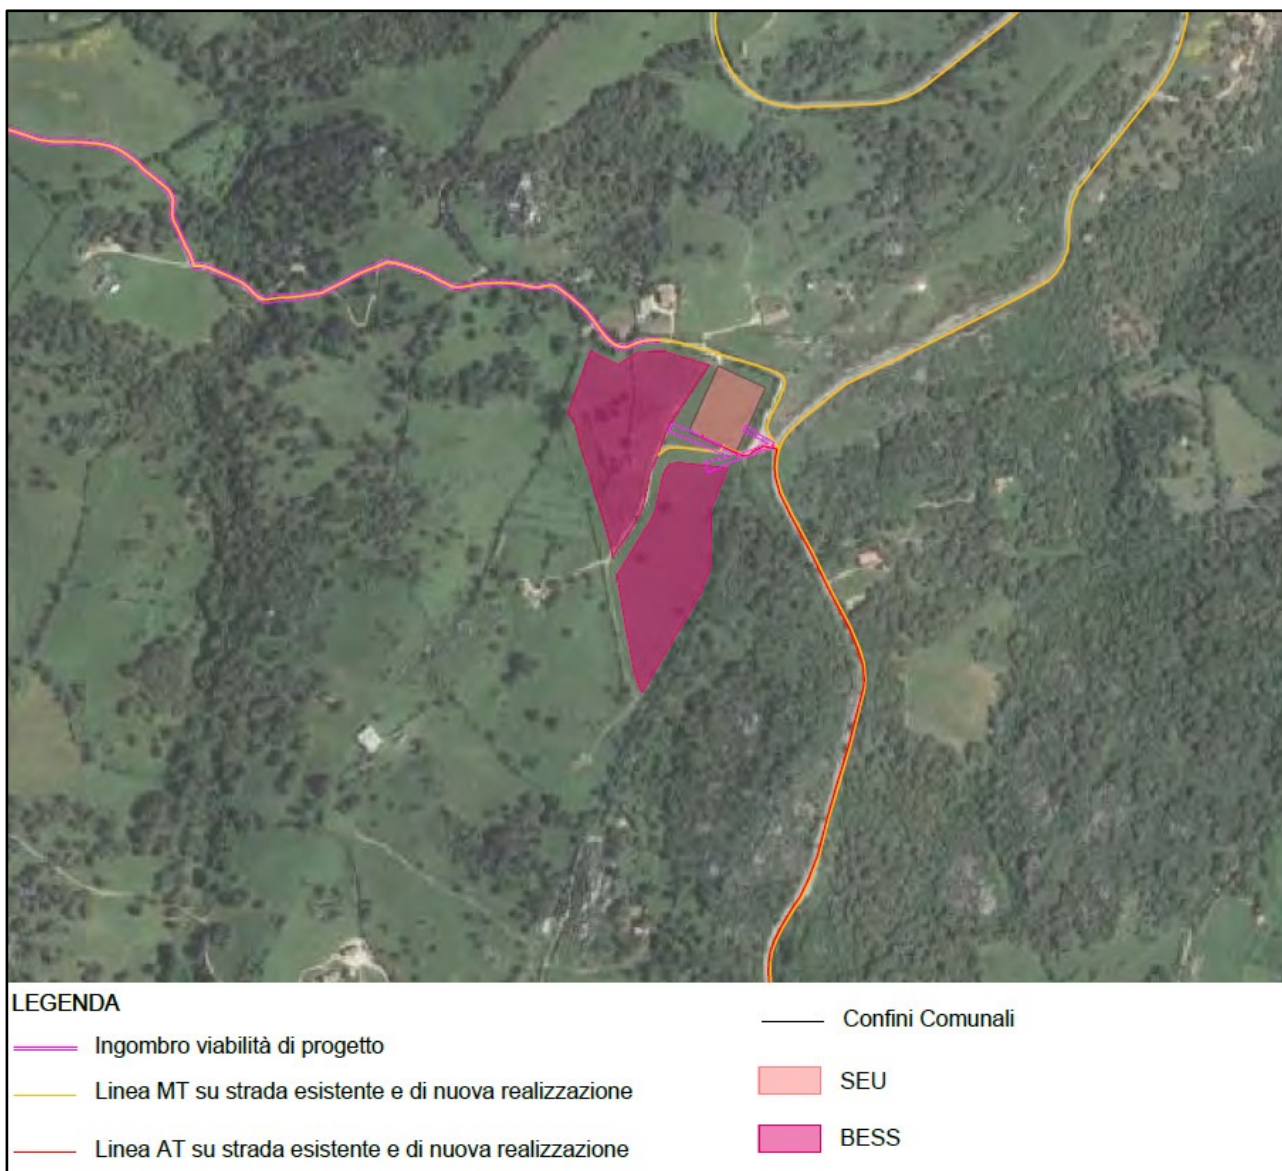 LEGENDA
Ingombro viabilità di progetto
Linea MT su strada esistente e di nuova realizzazione
Linea AT su strada esistente e di nuova realizzazione
Confini Comunali
SEU
BESS